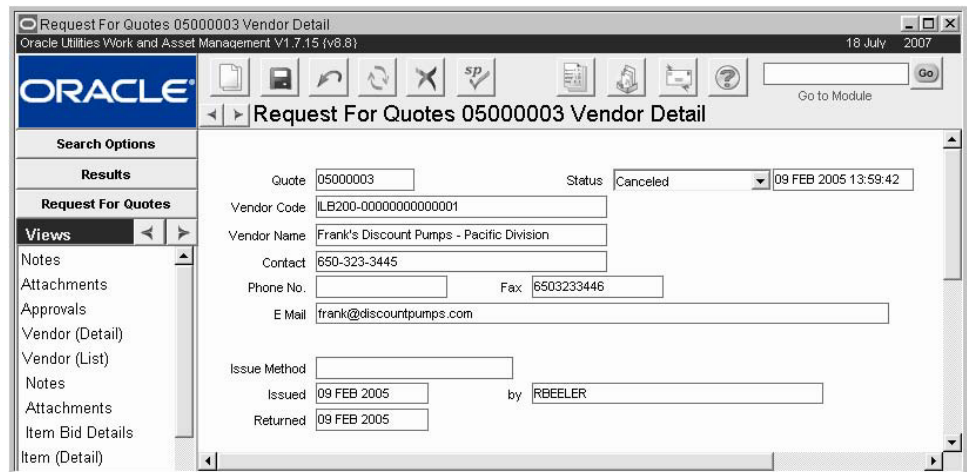 Request For Quotes 05000003 Vendor Detail
Oracle Utilities Work and Asset Management V1.7.15 {v8.8} 18 July 2007
ORACLE
sp
Go
Go to Module
Request For Quotes 05000003 Vendor Detail
Search Options
Results
Request For Quotes
Views
Notes
Attachments
Approvals
Vendor (Detail)
Vendor (List)
Notes
Attachments
Item Bid Details
Item (Detail)
Quote 05000003 Status Canceled 09 FEB 2005 13:59:42
Vendor Code ILB200-00000000000001
Vendor Name Frank's Discount Pumps - Pacific Division
Contact 650-323-3445
Phone No. Fax 6503233446
E Mail frank@discountpumps.com
Issue Method
Issued 09 FEB 2005 by RBEELER
Returned 09 FEB 2005